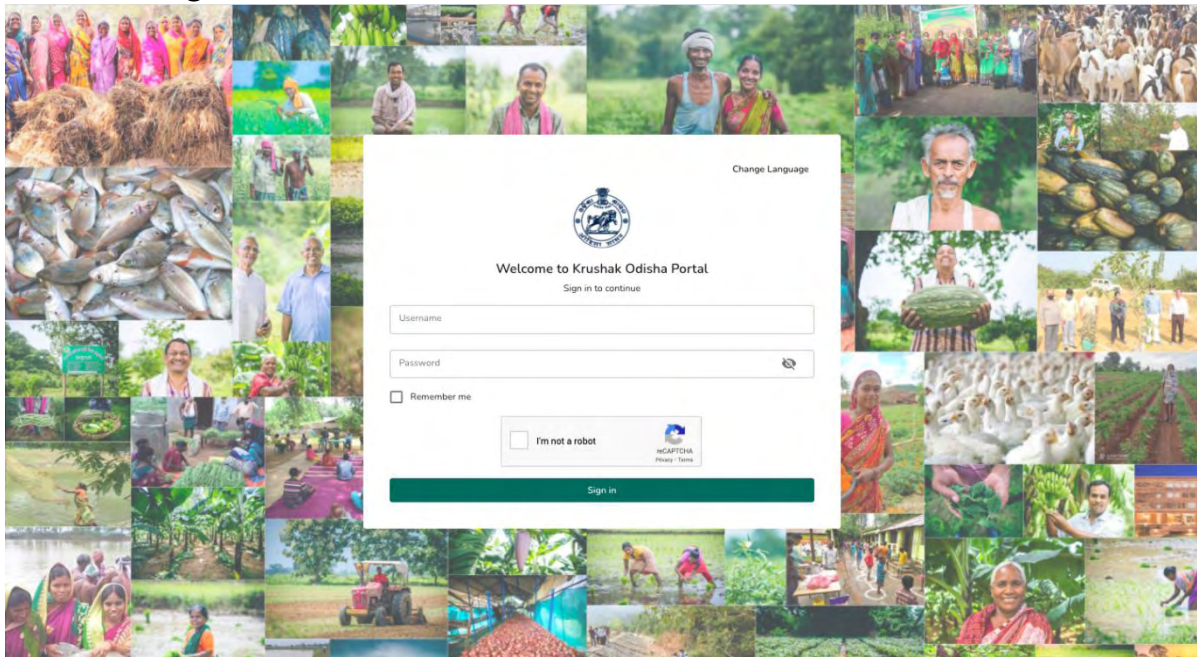 Change Language
Welcome to Krushak Odisha Portal
Sign in to continue
Username
Password
Remember me
I'm not a robot
reCAPTCHA
Privacy - Terms
Sign in